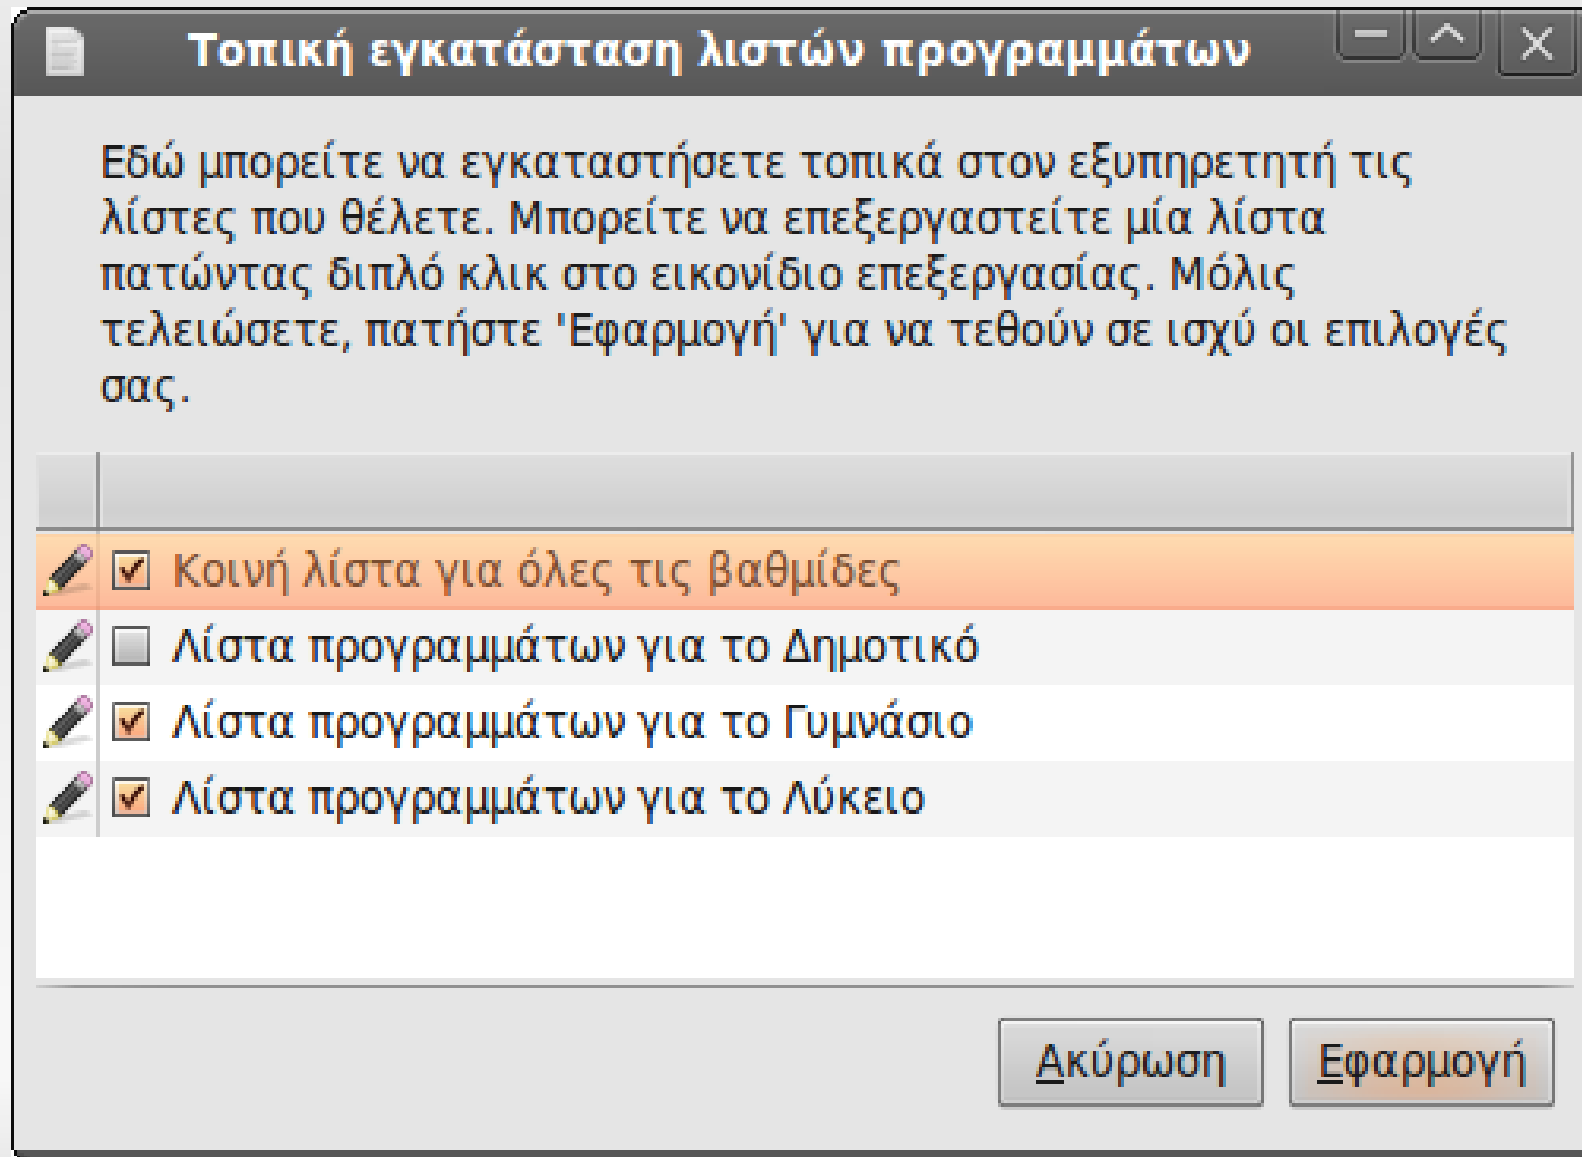 Τοπική εγκατάσταση λιστών προγραμμάτων
Εδώ μπορείτε να εγκαταστήσετε τοπικά στον εξυπηρετητή τις
λίστες που θέλετε. Μπορείτε να επεξεργαστείτε μία λίστα
πατώντας διπλό κλικ στο εικονίδιο επεξεργασίας. Μόλις
τελειώσετε, πατήστε 'Εφαρμογή' για να τεθούν σε ισχύ οι επιλογές
σας.
Κοινή λίστα για όλες τις βαθμίδες
Λίστα προγραμμάτων για το Δημοτικό
Λίστα προγραμμάτων για το Γυμνάσιο
Λίστα προγραμμάτων για το Λύκειο
Ακύρωση Εφαρμογή